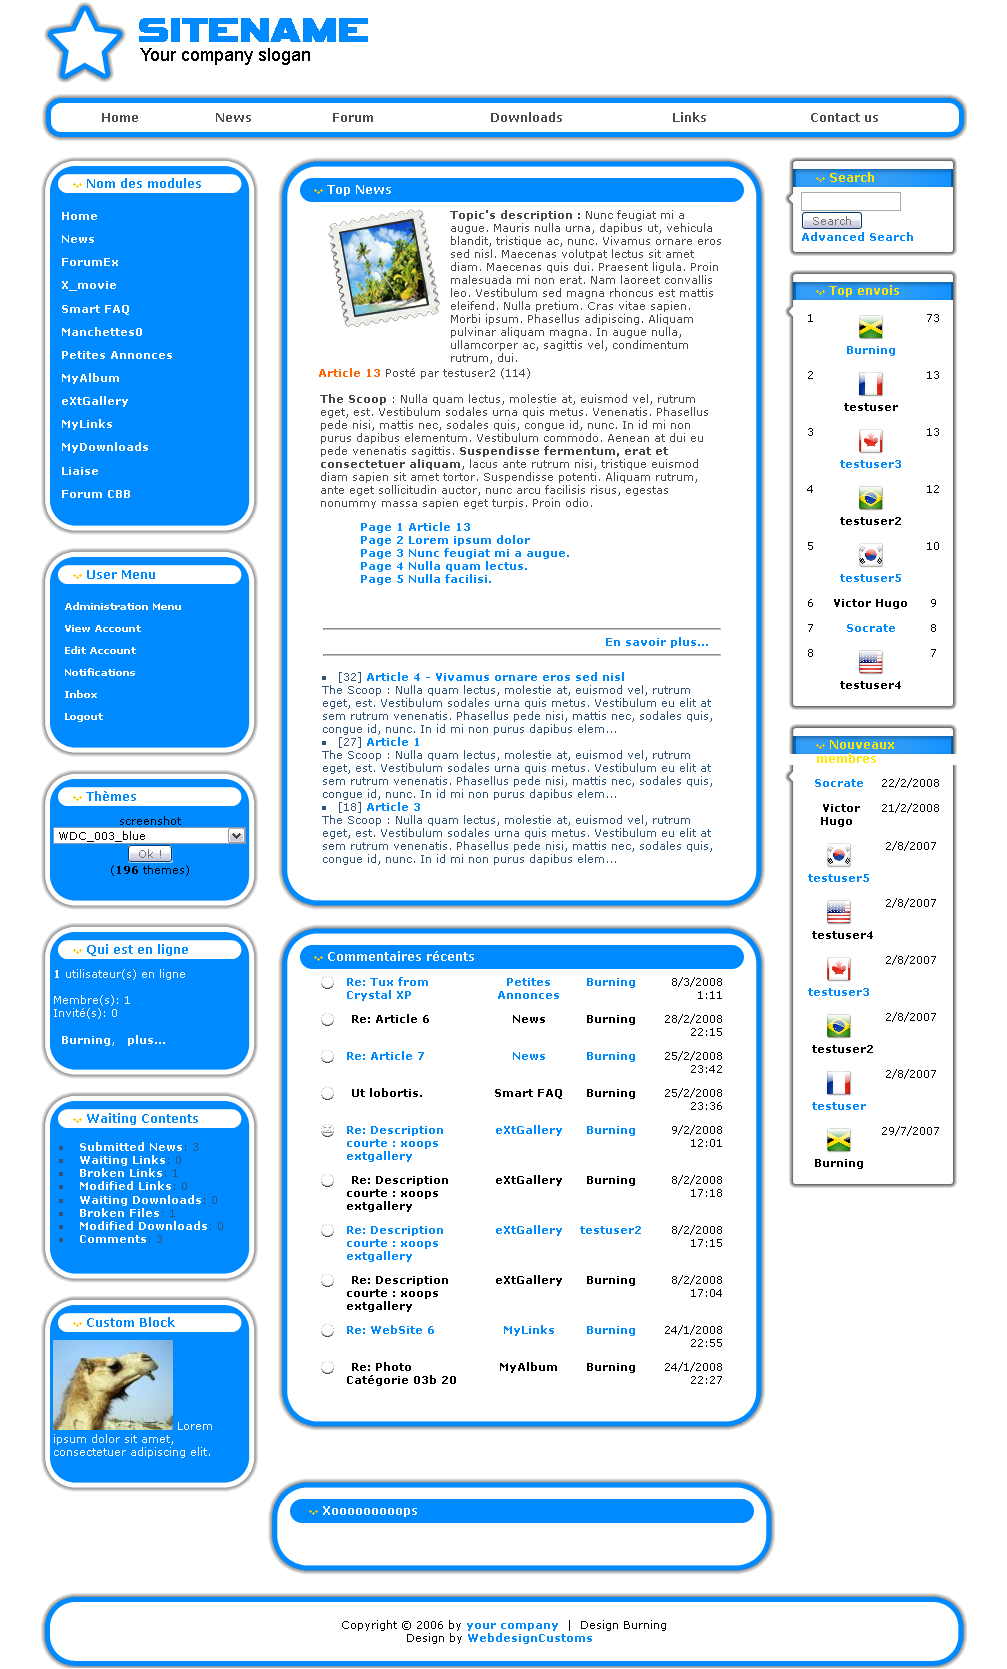 SITENAME
Your company slogan
Home News Forum Downloads Links Contact us
Nom des modules
Home
News
ForumEx
X_movie
Smart FAQ
Manchettes0
Petites Annonces
MyAlbum
eXtGallery
MyLinks
MyDownloads
Liaise
Forum CBB
User Menu
Administration Menu
View Account
Edit Account
Notifications
Inbox
Logout
Thèmes
screenshot
WDC_003_blue
Ok !
(196 themes)
Qui est en ligne
1 utilisateur(s) en ligne
Membre(s): 1
Invité(s): 0
Burning, plus...
Waiting Contents
Submitted News: 3
Waiting Links: 0
Broken Links: 1
Modified Links: 0
Waiting Downloads: 0
Broken Files: 1
Modified Downloads: 0
Comments: 3
Custom Block
Lorem
ipsum dolor sit amet,
consectetuer adipiscing elit.
Top News
Topic's description : Nunc feugiat mi a
augue. Mauris nulla urna, dapibus ut, vehicula
blandit, tristique ac, nunc. Vivamus ornare eros
sed nisl. Maecenas volutpat lectus sit amet
diam. Maecenas quis dui. Praesent ligula. Proin
malesuada mi non erat. Nam laoreet convallis
leo. Vestibulum sed magna rhoncus est mattis
eleifend. Nulla pretium. Cras vitae sapien.
Morbi ipsum. Phasellus adipiscing. Aliquam
pulvinar aliquam magna. In augue nulla,
ullamcorper ac, sagittis vel, condimentum
rutrum, dui.
Article 13 Posté par testuser2 (114)
The Scoop : Nulla quam lectus, molestie at, euismod vel, rutrum
eget, est. Vestibulum sodales urna quis metus. Venenatis. Phasellus
pede nisi, mattis nec, sodales quis, congue id, nunc. In id mi non
purus dapibus elementum. Vestibulum commodo. Aenean at dui eu
pede venenatis sagittis. Suspendisse fermentum, erat et
consectetuer aliquam, lacus ante rutrum nisi, tristique euismod
diam sapien sit amet tortor. Suspendisse potenti. Aliquam rutrum,
ante eget sollicitudin auctor, nunc arcu facilisis risus, egestas
nonummy massa sapien eget turpis. Proin odio.
Page 1 Article 13
Page 2 Lorem ipsum dolor
Page 3 Nunc feugiat mi a augue.
Page 4 Nulla quam lectus.
Page 5 Nulla facilisi.
En savoir plus...
[32] Article 4 - Vivamus ornare eros sed nisl
The Scoop : Nulla quam lectus, molestie at, euismod vel, rutrum
eget, est. Vestibulum sodales urna quis metus. Vestibulum eu elit at
sem rutrum venenatis. Phasellus pede nisi, mattis nec, sodales quis,
congue id, nunc. In id mi non purus dapibus elem...
[27] Article 1
The Scoop : Nulla quam lectus, molestie at, euismod vel, rutrum
eget, est. Vestibulum sodales urna quis metus. Vestibulum eu elit at
sem rutrum venenatis. Phasellus pede nisi, mattis nec, sodales quis,
congue id, nunc. In id mi non purus dapibus elem...
[18] Article 3
The Scoop : Nulla quam lectus, molestie at, euismod vel, rutrum
eget, est. Vestibulum sodales urna quis metus. Vestibulum eu elit at
sem rutrum venenatis. Phasellus pede nisi, mattis nec, sodales quis,
congue id, nunc. In id mi non purus dapibus elem...
Commentaires récents
Re: Tux from Petites Burning 8/3/2008
Crystal XP Annonces 1:11
Re: Article 6 News Burning 28/2/2008
22:15
Re: Article 7 News Burning 25/2/2008
23:42
Ut lobortis. Smart FAQ Burning 25/2/2008
23:36
Re: Description eXtGallery Burning 9/2/2008
courte : xoops 12:01
extgallery
Re: Description eXtGallery Burning 8/2/2008
courte : xoops 17:18
extgallery
Re: Description eXtGallery testuser2 8/2/2008
courte : xoops 17:15
extgallery
Re: Description eXtGallery Burning 8/2/2008
courte : xoops 17:04
extgallery
Re: WebSite 6 MyLinks Burning 24/1/2008
22:55
Re: Photo MyAlbum Burning 24/1/2008
Catégorie 03b 20 22:27
Xooooooooops
Search
Search
Advanced Search
Top envois
1 73
Burning
2 13
testuser
3 13
testuser3
4 12
testuser2
5 10
testuser5
6 Victor Hugo 9
7 Socrate 8
8 7
testuser4
Nouveaux
membres
Socrate 22/2/2008
Victor 21/2/2008
Hugo
2/8/2007
testuser5
2/8/2007
testuser4
2/8/2007
testuser3
2/8/2007
testuser2
2/8/2007
testuser
29/7/2007
Burning
Copyright © 2006 by your company | Design Burning
Design by WebdesignCustoms